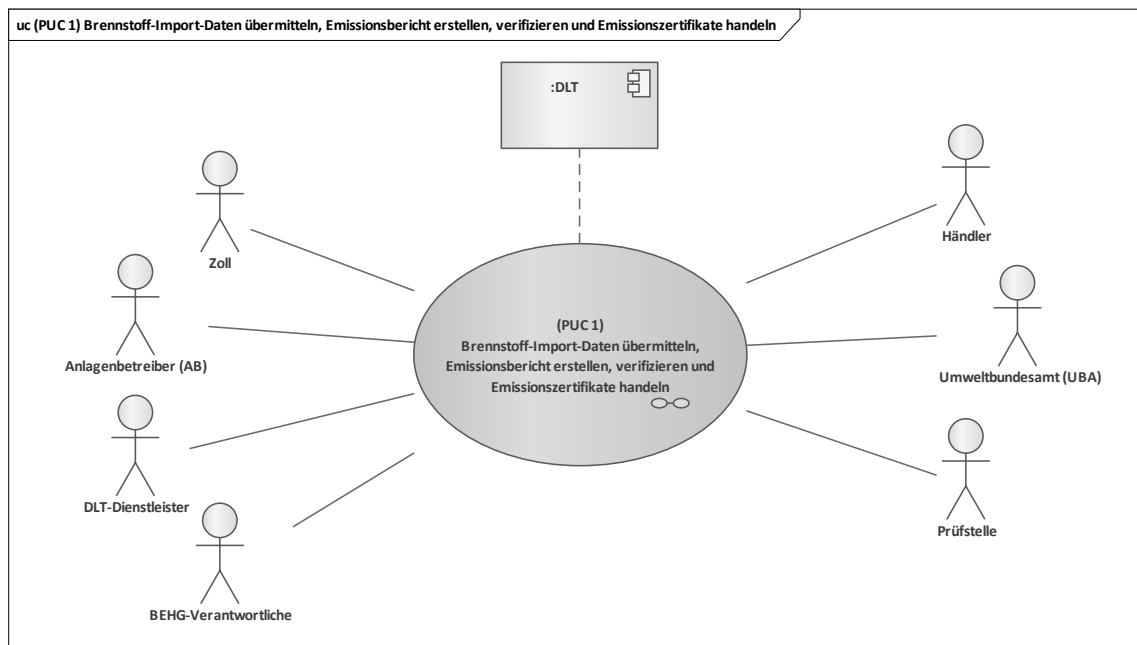 uc (PUC 1) Brennstoff-Import-Daten übermitteln, Emissionsbericht erstellen, verifizieren und Emissionszertifikate handeln
:DLT
Zoll
Händler
Anlagenbetreiber (AB)
(PUC 1)
Brennstoff-Import-Daten übermitteln,
Emissionsbericht erstellen, verifizieren und
Emissionszertifikate handeln
Umweltbundesamt (UBA)
DLT-Dienstleister
Prüfstelle
BEHG-Verantwortliche